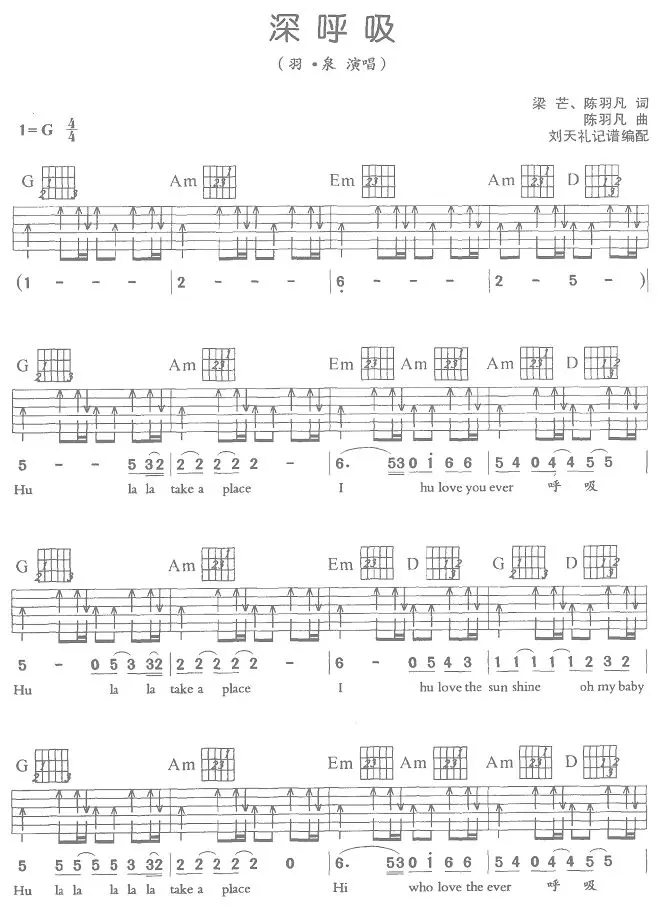 深呼吸
(羽·泉 演唱)
梁 芒、陈羽凡 词
陈羽凡 曲
刘天礼记谱编配
1=G 4/4
G Am Em Am D
(1 - - - | 2 - - - | 6 - - - | 2 - 5 - )
G Am Em Am Am D
5 - - 5 3 2 | 2 2 2 2 2 - | 6. 5 3 0 i 6 6 | 5 4 0 4 4 5 5
Hu la la take a place I hu love you ever 呼 吸
G Am Em D G D
5 - 0 5 3 3 2 | 2 2 2 2 2 - | 6 - 0 5 4 3 | 1 1 1 1 1 2 3 2
Hu la la take a place I hu love the sun shine oh my baby
G Am Em Am Am D
5 5 5 5 5 3 3 2 | 2 2 2 2 2 0 | 6. 5 3 0 i 6 6 | 5 4 0 4 4 5 5
Hu la la la la take a place Hi who love the ever 呼 吸